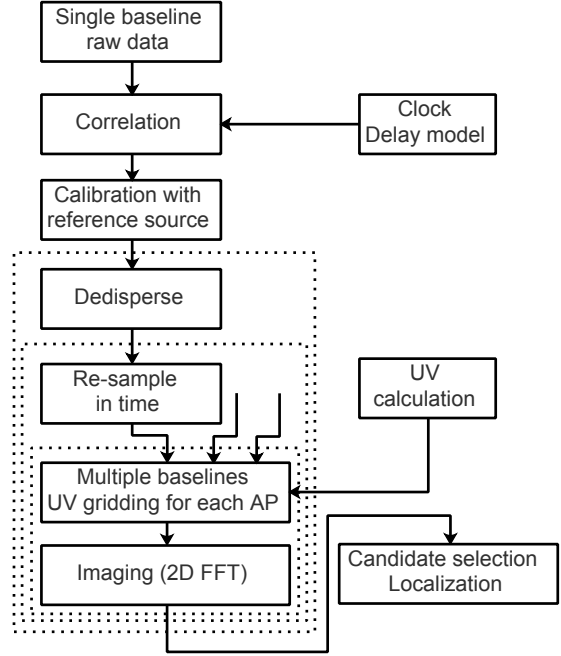 Single baseline
raw data
Correlation
Clock
Delay model
Calibration with
reference source
Dedisperse
Re-sample
in time
UV
calculation
Multiple baselines
UV gridding for each AP
Imaging (2D FFT)
Candidate selection
Localization